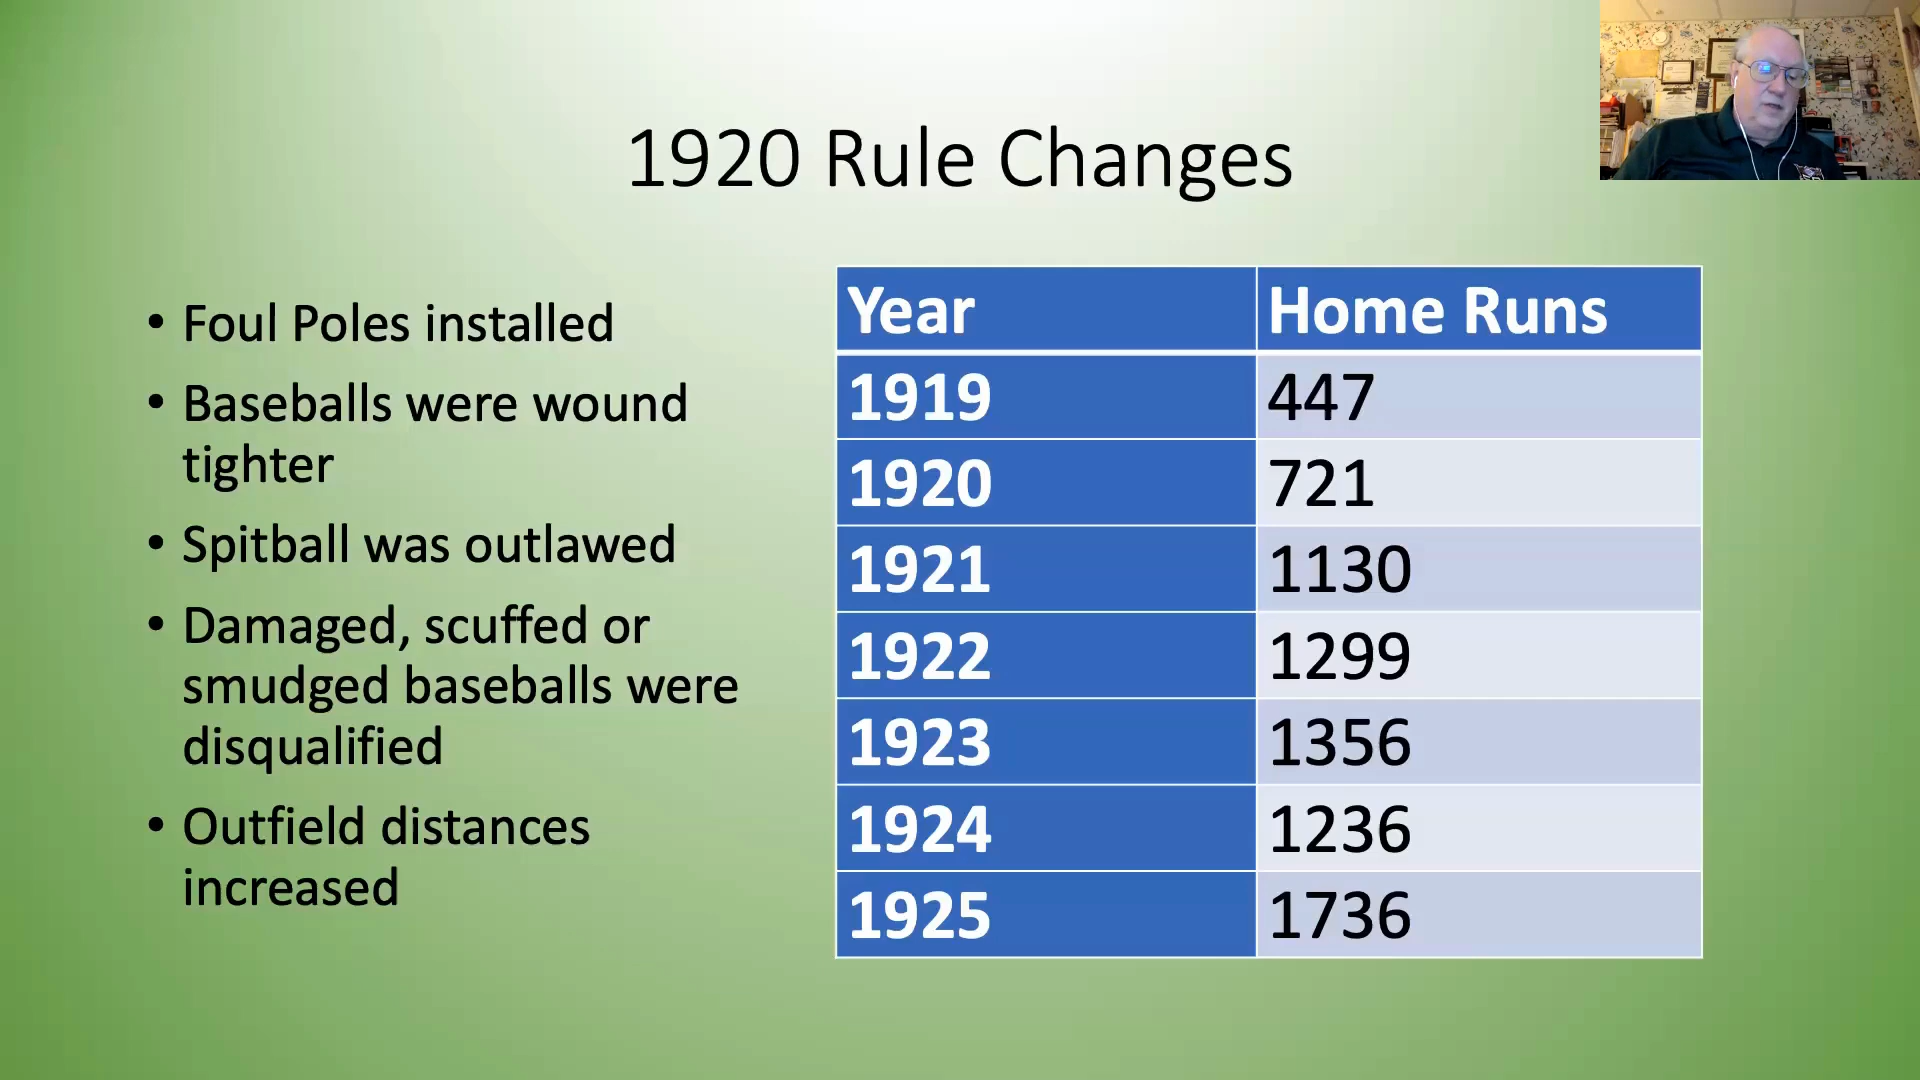 1920 Rule Changes
• Foul Poles installed
• Baseballs were wound
tighter
• Spitball was outlawed
• Damaged, scuffed or
smudged baseballs were
disqualified
• Outfield distances
increased
Year Home Runs
1919 447
1920 721
1921 1130
1922 1299
1923 1356
1924 1236
1925 1736